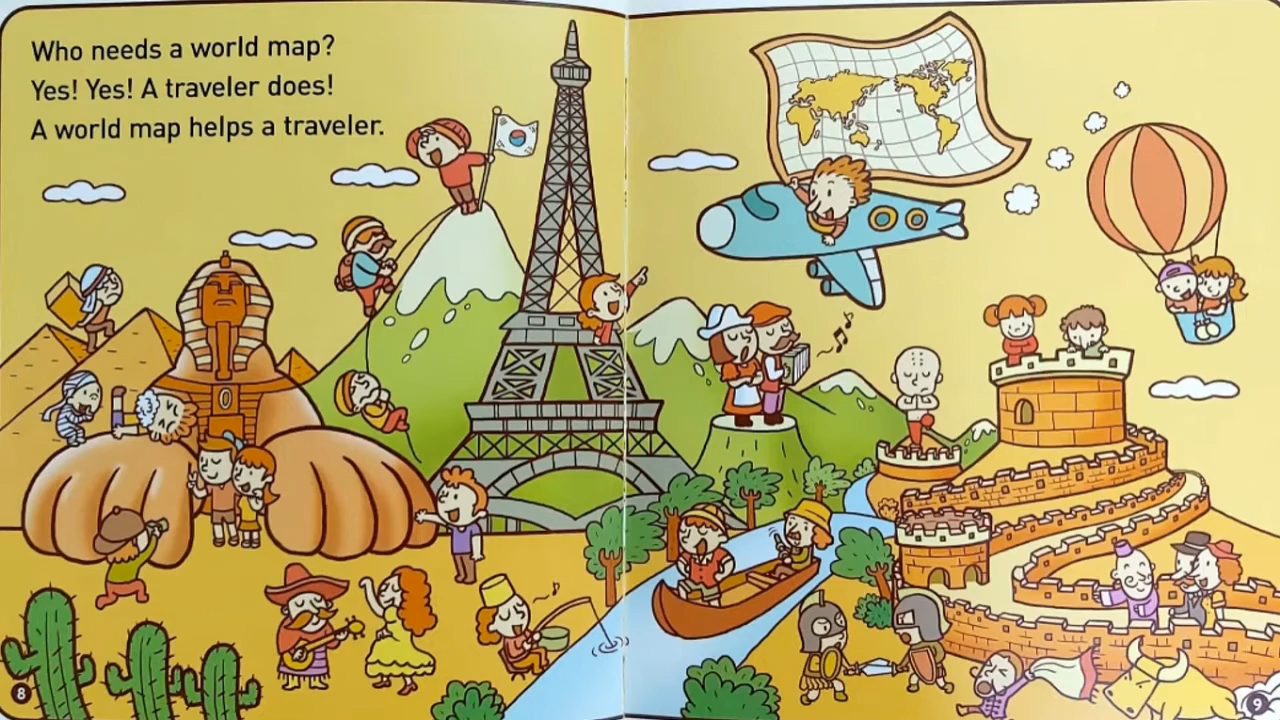 Who needs a world map?
Yes! Yes! A traveler does!
A world map helps a traveler.
8
9